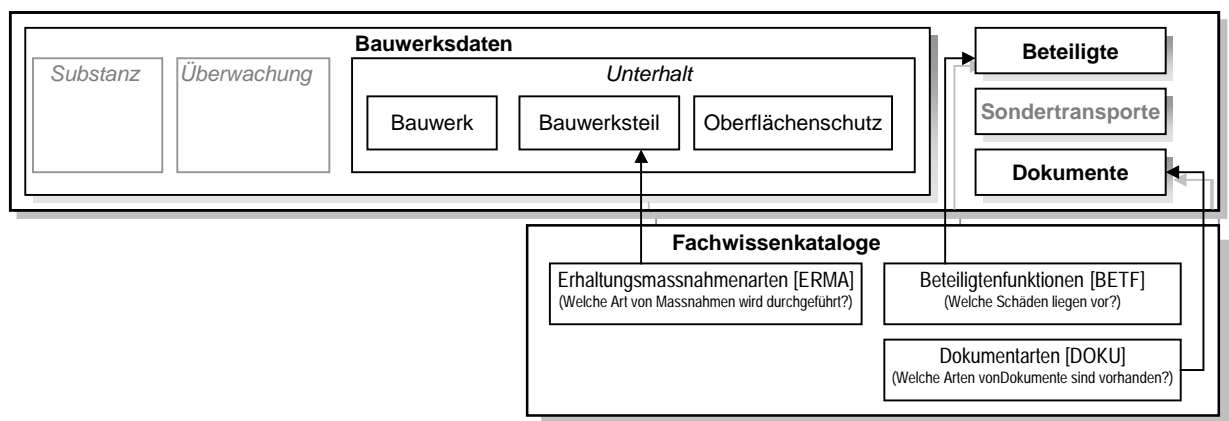 Bauwerksdaten
Substanz
Überwachung
Unterhalt
Bauwerk
Bauwerksteil
Oberflächenschutz
Beteiligte
Sondertransporte
Dokumente
Fachwissenkataloge
Erhaltungsmassnahmenarten [ERMA]
(Welche Art von Massnahmen wird durchgeführt?)
Beteiligtenfunktionen [BETF]
(Welche Schäden liegen vor?)
Dokumentarten [DOKU]
(Welche Arten vonDokumente sind vorhanden?)